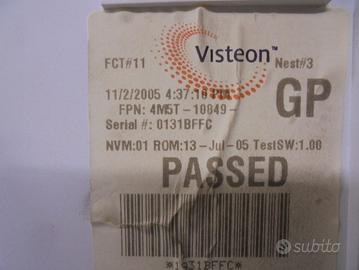 Visteon™
FCT#11 Nest#3
11/2/2005 4:37:16 PM
GP
FPN: 4M5T-10849-
Serial #: 0131BFFC
NVM:01 ROM:13-Jul-05 TestSW:1.00
PASSED
*1931BFFC*
subito